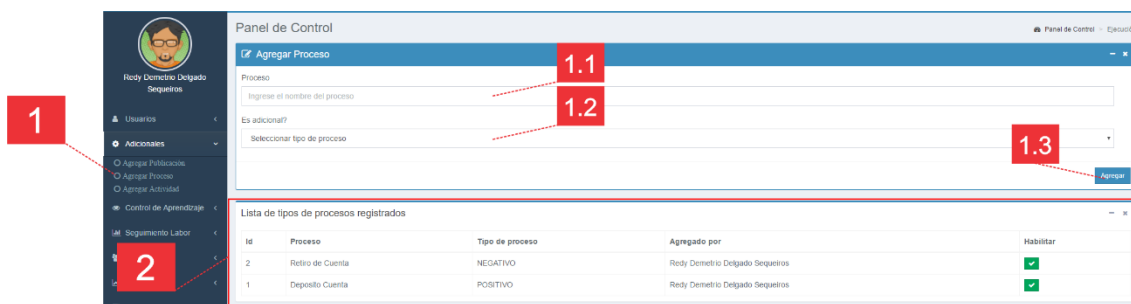 Panel de Control
Panel de Control > Ejecució
Redy Demetrio Delgado
Sequeiros
Usuarios
Adicionales
Agregar Publicación
Agregar Proceso
Agregar Actividad
Control de Aprendizaje
Seguimiento Labor
1
2
Agregar Proceso
1.1
Proceso
Ingrese el nombre del proceso
1.2
Es adicional?
Seleccionar tipo de proceso
1.3
Agregar
Lista de tipos de procesos registrados
Id Proceso Tipo de proceso Agregado por Habilitar
2 Retiro de Cuenta NEGATIVO Redy Demetrio Delgado Sequeiros
1 Deposito Cuenta POSITIVO Redy Demetrio Delgado Sequeiros